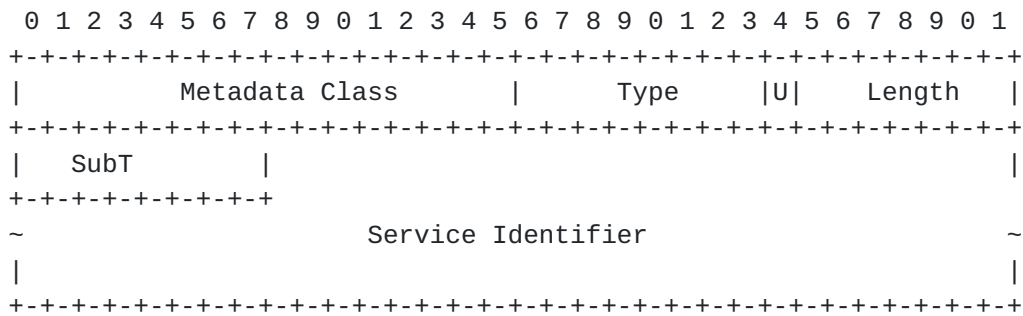 0 1 2 3 4 5 6 7 8 9 0 1 2 3 4 5 6 7 8 9 0 1 2 3 4 5 6 7 8 9 0 1
+-+-+-+-+-+-+-+-+-+-+-+-+-+-+-+-+-+-+-+-+-+-+-+-+-+-+-+-+-+-+-+-+
|          Metadata Class       |      Type     |U|    Length   |
+-+-+-+-+-+-+-+-+-+-+-+-+-+-+-+-+-+-+-+-+-+-+-+-+-+-+-+-+-+-+-+-+
|   SubT        |                                               |
+-+-+-+-+-+-+-+-+
~                      Service Identifier                       ~
|                                                               |
+-+-+-+-+-+-+-+-+-+-+-+-+-+-+-+-+-+-+-+-+-+-+-+-+-+-+-+-+-+-+-+-+